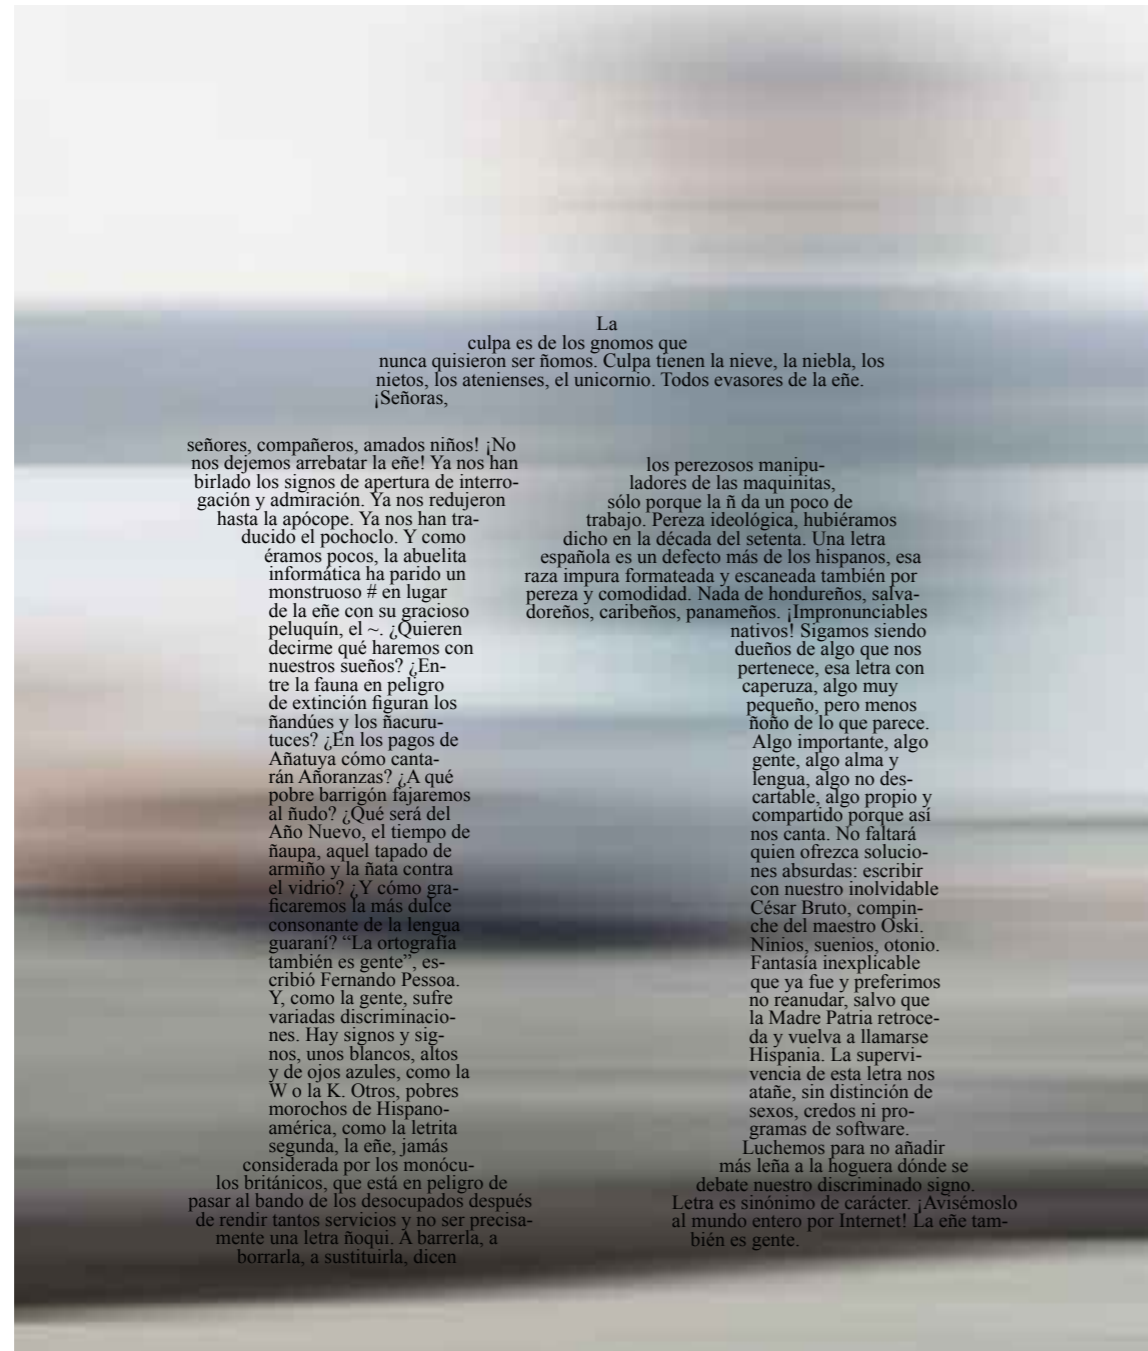 La
culpa es de los gnomos que
nunca quisieron ser ñomos. Culpa tienen la nieve, la niebla, los
nietos, los atenienses, el unicornio. Todos evasores de la eñe.
¡Señoras,
señores, compañeros, amados niños! ¡No
nos dejemos arrebatar la eñe! Ya nos han
birlado los signos de apertura de interro-
gación y admiración. Ya nos redujeron
hasta la apócope. Ya nos han tra-
ducido el pochoclo. Y como
éramos pocos, la abuelita
informática ha parido un
monstruoso # en lugar
de la eñe con su gracioso
peluquín, el ~. ¿Quieren
decirme qué haremos con
nuestros sueños? ¿En-
tre la fauna en peligro
de extinción figuran los
ñandúes y los ñacuru-
tuces? ¿En los pagos de
Añatuya cómo canta-
rán Añoranzas? ¿A qué
pobre barrigón fajaremos
al ñudo? ¿Qué será del
Año Nuevo, el tiempo de
ñaupa, aquel tapado de
armiño y la ñata contra
el vidrio? ¿Y cómo gra-
ficaremos la más dulce
consonante de la lengua
guaraní? “La ortografía
también es gente”, es-
cribió Fernando Pessoa.
Y, como la gente, sufre
variadas discriminacio-
nes. Hay signos y sig-
nos, unos blancos, altos
y de ojos azules, como la
W o la K. Otros, pobres
morochos de Hispano-
américa, como la letrita
segunda, la eñe, jamás
considerada por los monócu-
los británicos, que está en peligro de
pasar al bando de los desocupados después
de rendir tantos servicios y no ser precisa-
mente una letra ñoqui. A barrerla, a
borrarla, a sustituirla, dicen
los perezosos manipu-
ladores de las maquinitas,
sólo porque la ñ da un poco de
trabajo. Pereza ideológica, hubiéramos
dicho en la década del setenta. Una letra
española es un defecto más de los hispanos, esa
raza impura formateada y escaneada también por
pereza y comodidad. Nada de hondureños, salva-
doreños, caribeños, panameños. ¡Impronunciables
nativos! Sigamos siendo
dueños de algo que nos
pertenece, esa letra con
caperuza, algo muy
pequeño, pero menos
ñoño de lo que parece.
Algo importante, algo
gente, algo alma y
lengua, algo no des-
cartable, algo propio y
compartido porque así
nos canta. No faltará
quien ofrezca solucio-
nes absurdas: escribir
con nuestro inolvidable
César Bruto, compin-
che del maestro Oski.
Ninios, suenios, otonio.
Fantasía inexplicable
que ya fue y preferimos
no reanudar, salvo que
la Madre Patria retroce-
da y vuelva a llamarse
Hispania. La supervi-
vencia de esta letra nos
atañe, sin distinción de
sexos, credos ni pro-
gramas de software.
Luchemos para no añadir
más leña a la hoguera dónde se
debate nuestro discriminado signo.
Letra es sinónimo de carácter. ¡Avisémoslo
al mundo entero por Internet! La eñe tam-
bién es gente.